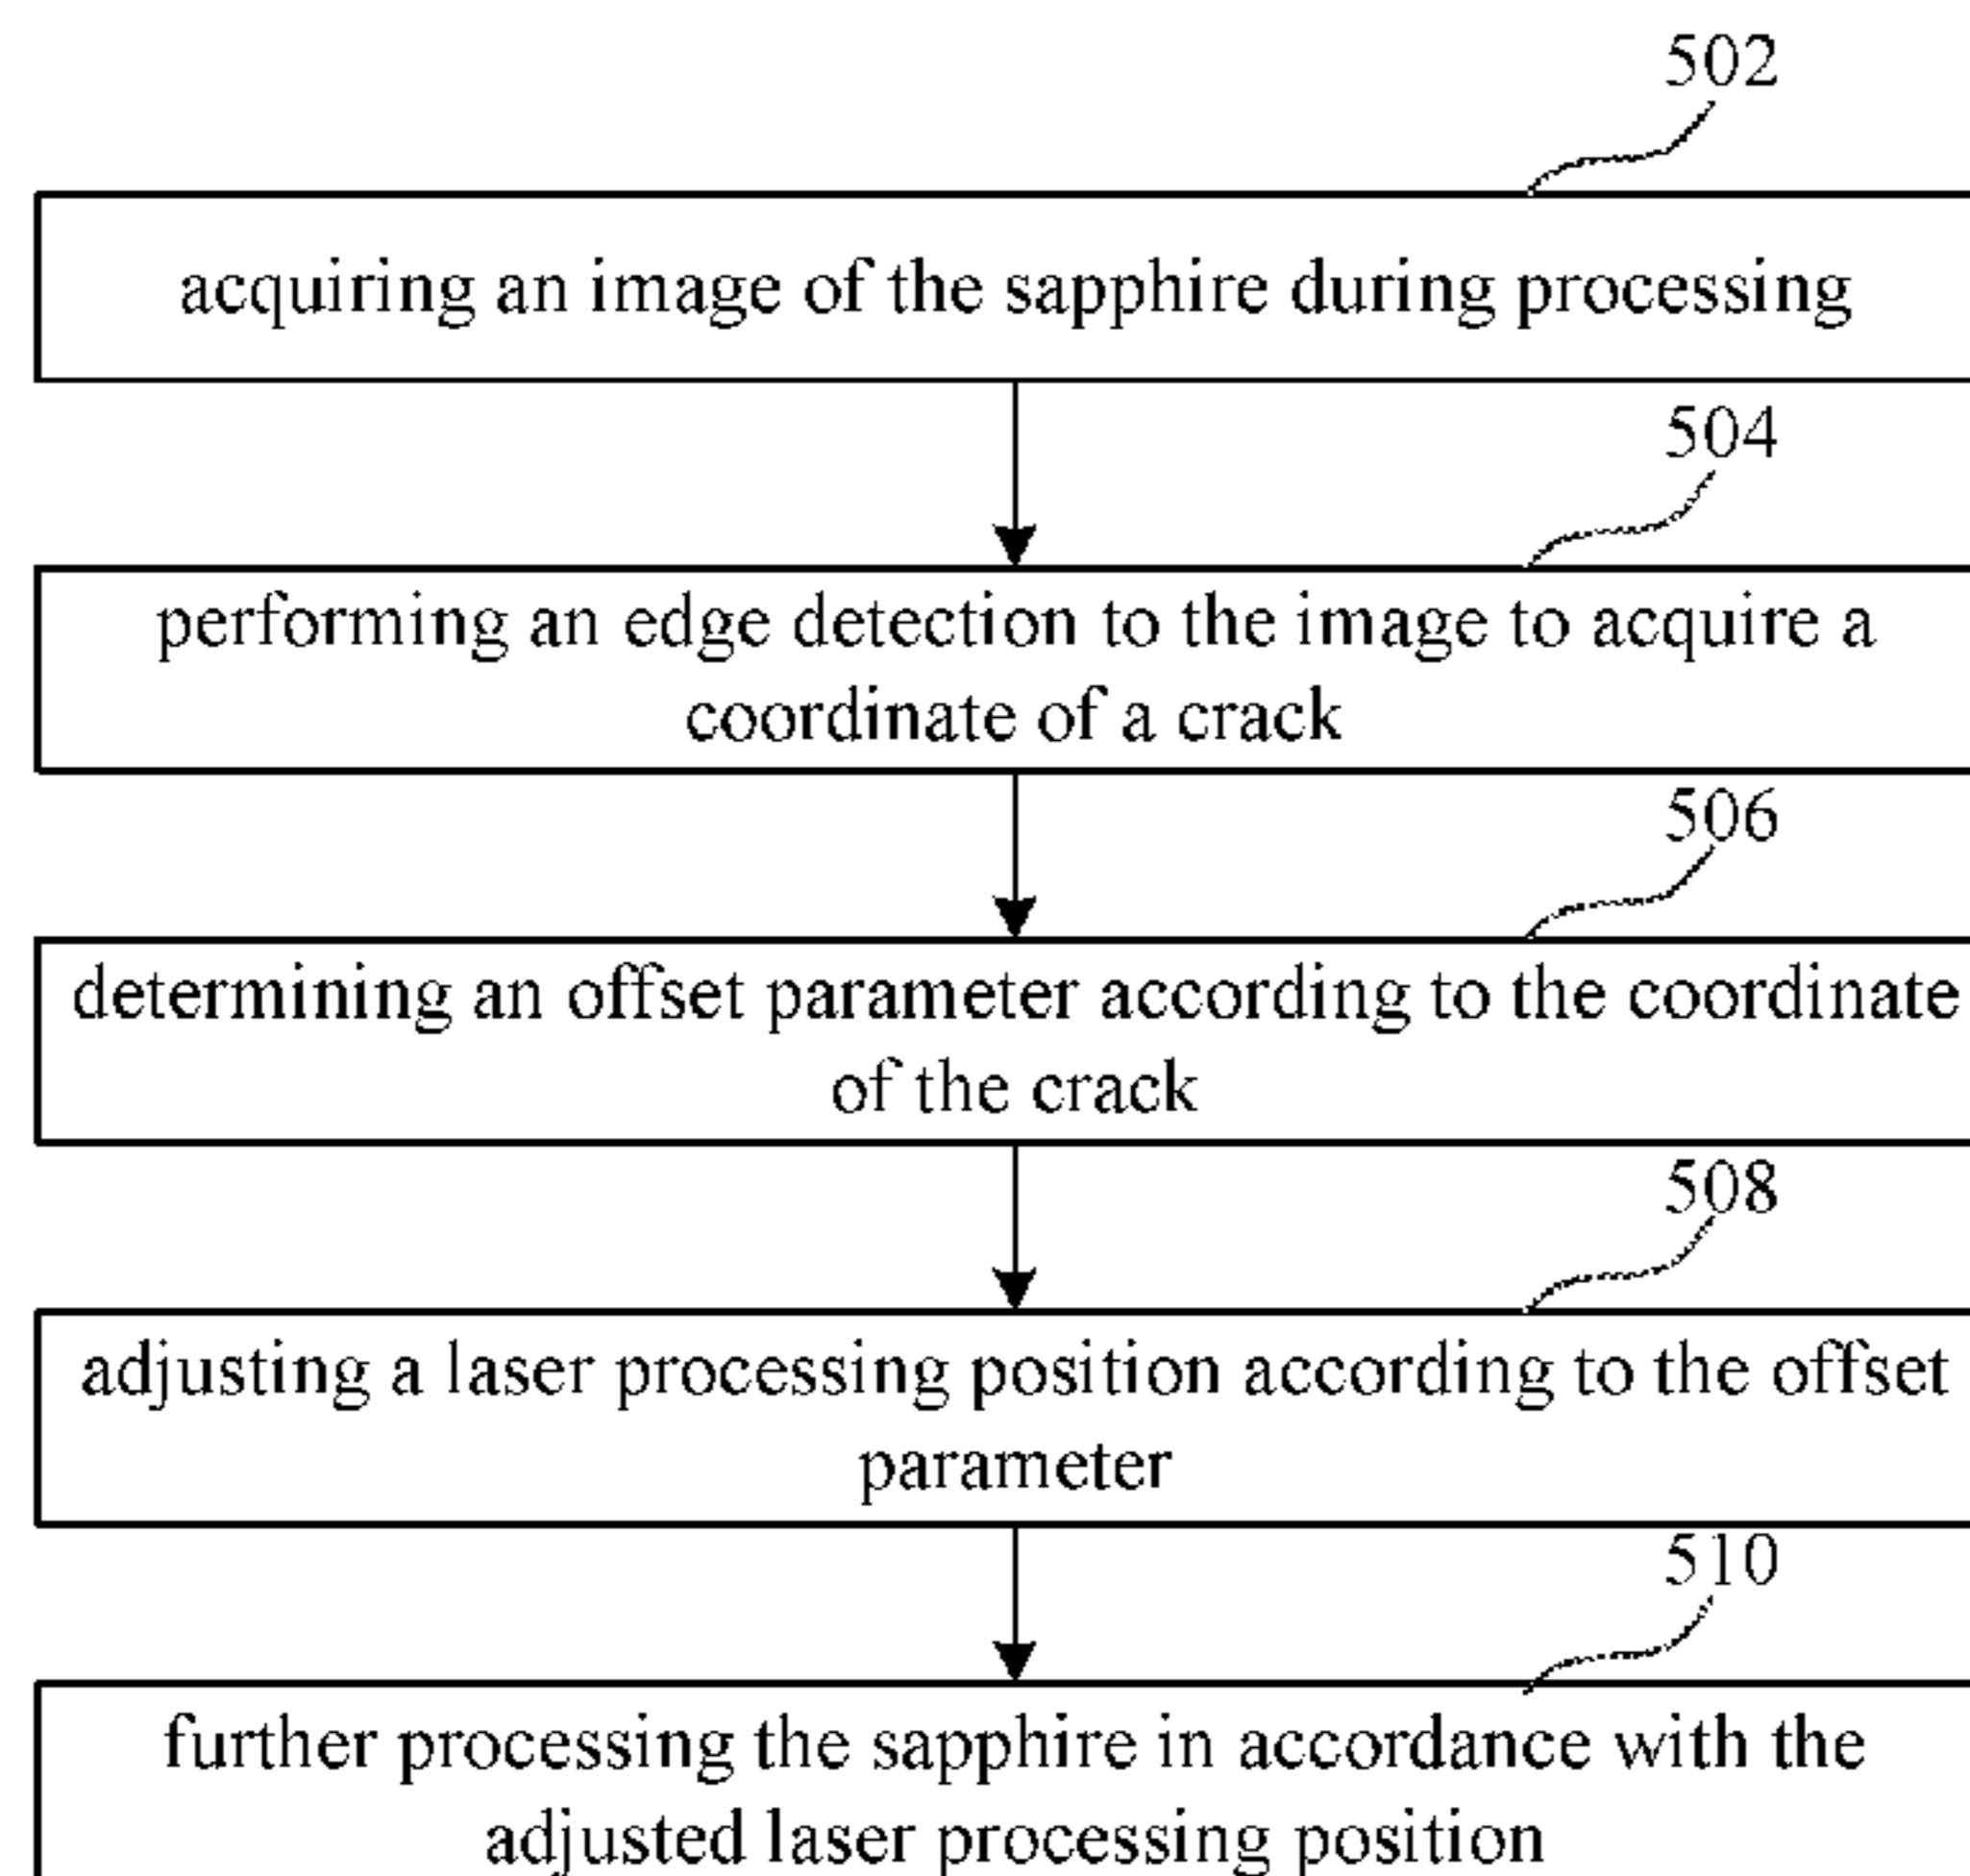 502
acquiring an image of the sapphire during processing
504
performing an edge detection to the image to acquire a
coordinate of a crack
506
determining an offset parameter according to the coordinate
of the crack
508
adjusting a laser processing position according to the offset
parameter
510
further processing the sapphire in accordance with the
adjusted laser processing position